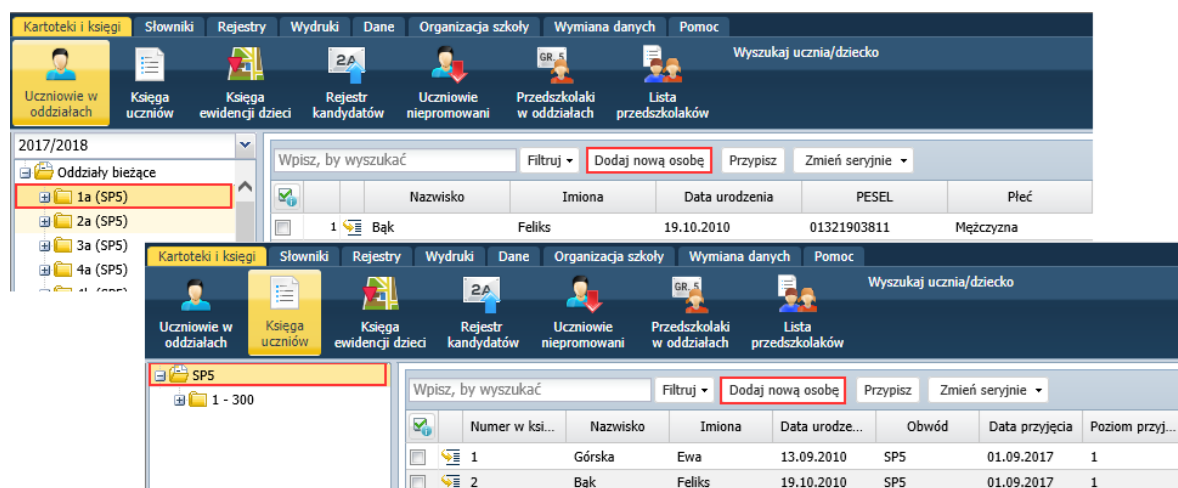 Kartoteki i księgi Słowniki Rejestry Wydruki Dane Organizacja szkoły Wymiana danych Pomoc
2A GR. 5 Wyszukaj ucznia/dziecko
Uczniowie w oddziałach Księga uczniów Księga ewidencji dzieci Rejestr kandydatów Uczniowie niepromowani Przedszkolaki w oddziałach Lista przedszkolaków
2017/2018
Wpisz, by wyszukać Filtruj Dodaj nową osobę Przypisz Zmień seryjnie
Oddziały bieżące
1a (SP5) Nazwisko Imiona Data urodzenia PESEL Płeć
2a (SP5) 1 Bąk Feliks 19.10.2010 01321903811 Mężczyzna
3a (SP5)
4a (SP5)
Kartoteki i księgi Słowniki Rejestry Wydruki Dane Organizacja szkoły Wymiana danych Pomoc
2A GR. 5 Wyszukaj ucznia/dziecko
Uczniowie w oddziałach Księga uczniów Księga ewidencji dzieci Rejestr kandydatów Uczniowie niepromowani Przedszkolaki w oddziałach Lista przedszkolaków
SP5
1 - 300
Wpisz, by wyszukać Filtruj Dodaj nową osobę Przypisz Zmień seryjnie
Numer w ksi... Nazwisko Imiona Data urodze... Obwód Data przyjęcia Poziom przyj...
1 Górska Ewa 13.09.2010 SP5 01.09.2017 1
2 Bąk Feliks 19.10.2010 SP5 01.09.2017 1